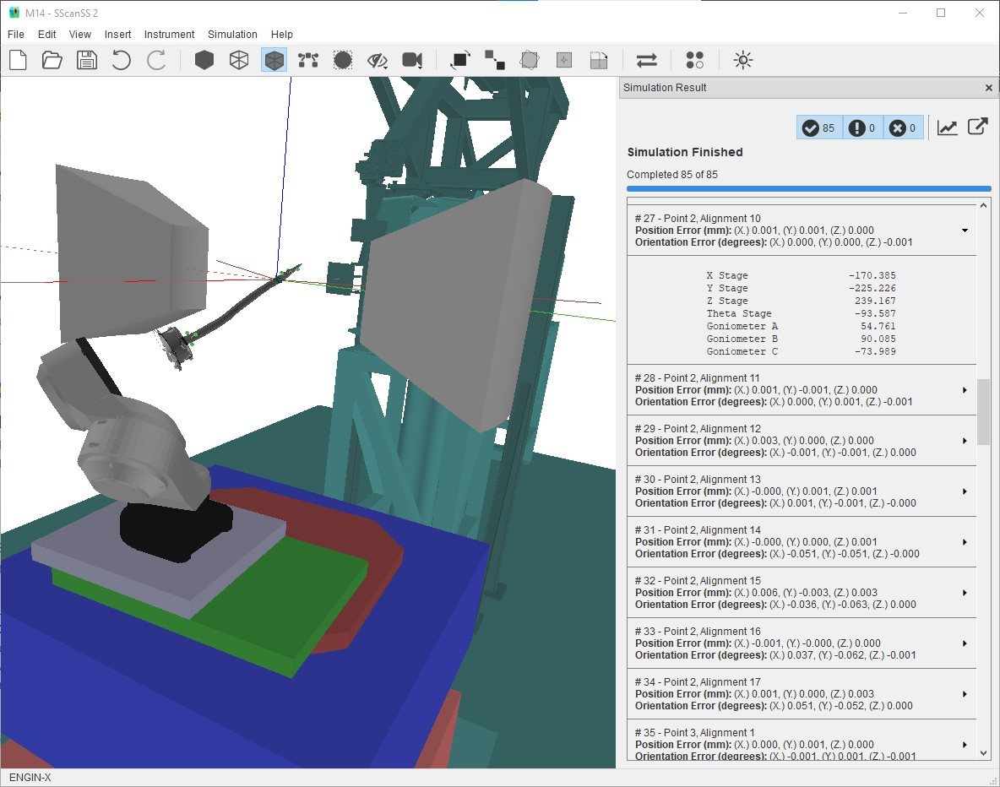 M14 - SScanSS 2
File Edit View Insert Instrument Simulation Help
Simulation Result
85 0 0
Simulation Finished
Completed 85 of 85
# 27 - Point 2, Alignment 10
Position Error (mm): (X.) 0.001, (Y.) 0.001, (Z.) 0.000
Orientation Error (degrees): (X.) 0.000, (Y.) 0.000, (Z.) -0.001
X Stage -170.385
Y Stage -225.226
Z Stage 239.167
Theta Stage -93.587
Goniometer A 54.761
Goniometer B 90.085
Goniometer C -73.989
# 28 - Point 2, Alignment 11
Position Error (mm): (X.) 0.001, (Y.) -0.001, (Z.) 0.000
Orientation Error (degrees): (X.) 0.000, (Y.) 0.001, (Z.) -0.001
# 29 - Point 2, Alignment 12
Position Error (mm): (X.) 0.003, (Y.) 0.000, (Z.) 0.000
Orientation Error (degrees): (X.) -0.001, (Y.) -0.001, (Z.) 0.000
# 30 - Point 2, Alignment 13
Position Error (mm): (X.) -0.000, (Y.) 0.001, (Z.) 0.001
Orientation Error (degrees): (X.) 0.001, (Y.) -0.001, (Z.) -0.000
# 31 - Point 2, Alignment 14
Position Error (mm): (X.) -0.000, (Y.) 0.000, (Z.) 0.001
Orientation Error (degrees): (X.) -0.051, (Y.) -0.051, (Z.) -0.000
# 32 - Point 2, Alignment 15
Position Error (mm): (X.) 0.006, (Y.) -0.003, (Z.) 0.003
Orientation Error (degrees): (X.) -0.036, (Y.) -0.063, (Z.) 0.000
# 33 - Point 2, Alignment 16
Position Error (mm): (X.) -0.001, (Y.) -0.000, (Z.) 0.000
Orientation Error (degrees): (X.) 0.037, (Y.) -0.062, (Z.) -0.001
# 34 - Point 2, Alignment 17
Position Error (mm): (X.) 0.001, (Y.) 0.000, (Z.) 0.003
Orientation Error (degrees): (X.) 0.051, (Y.) -0.052, (Z.) 0.000
# 35 - Point 3, Alignment 1
Position Error (mm): (X.) 0.000, (Y.) 0.001, (Z.) 0.000
Orientation Error (degrees): (X.) -0.001, (Y.) 0.001, (Z.) -0.001
ENGIN-X